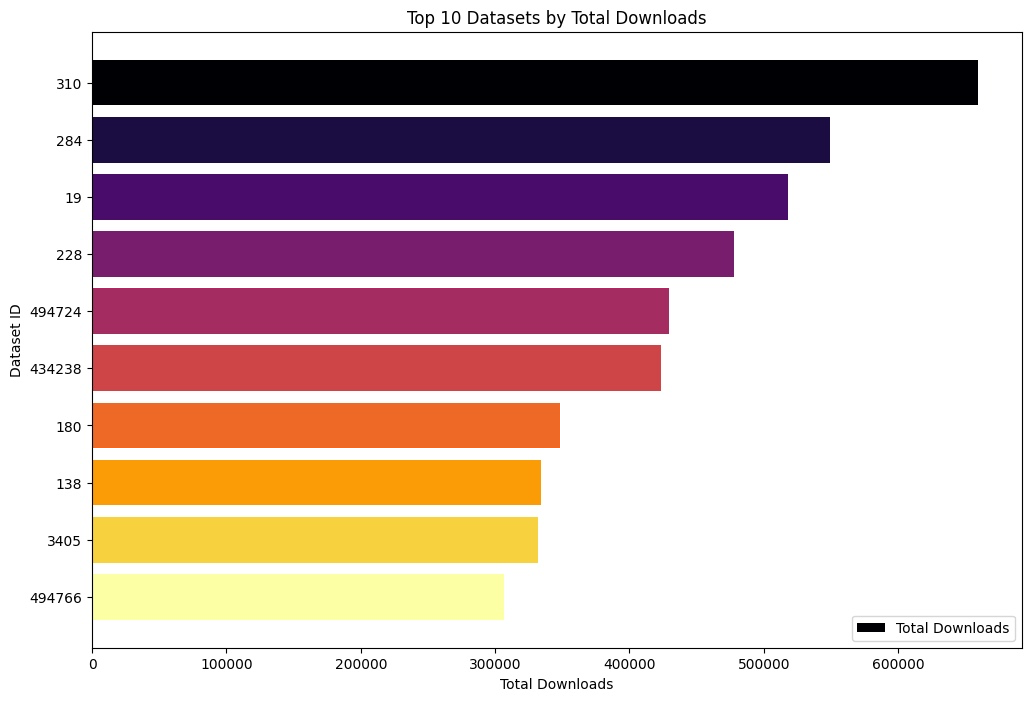 Top 10 Datasets by Total Downloads
310
284
19
228
494724
434238
180
138
3405
494766
Dataset ID
Total Downloads
0 100000 200000 300000 400000 500000 600000
Total Downloads